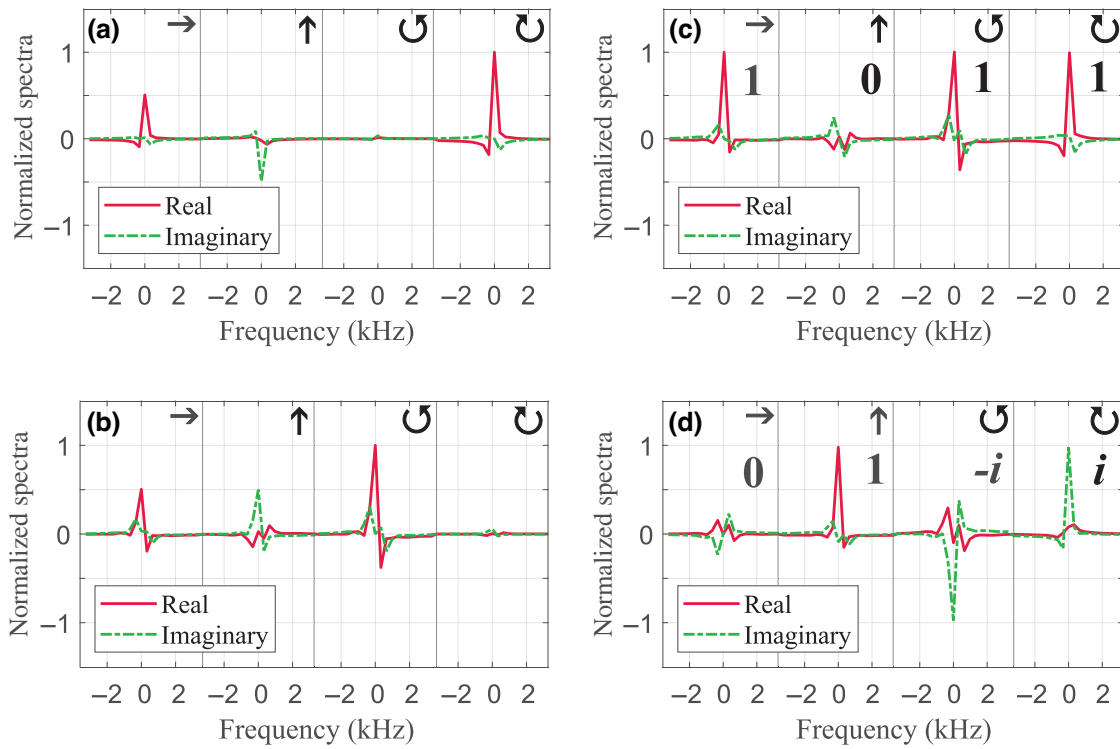 (a) → ↑ ↺ ↻
Normalized spectra
1
0
−1
Real
Imaginary
−2 0 2 −2 0 2 −2 0 2 −2 0 2
Frequency (kHz)
(c) → ↑ ↺ ↻
1 0 1 1
Normalized spectra
1
0
−1
Real
Imaginary
−2 0 2 −2 0 2 −2 0 2 −2 0 2
Frequency (kHz)
(b) → ↑ ↺ ↻
Normalized spectra
1
0
−1
Real
Imaginary
−2 0 2 −2 0 2 −2 0 2 −2 0 2
Frequency (kHz)
(d) → ↑ ↺ ↻
0 1 -i i
Normalized spectra
1
0
−1
Real
Imaginary
−2 0 2 −2 0 2 −2 0 2 −2 0 2
Frequency (kHz)